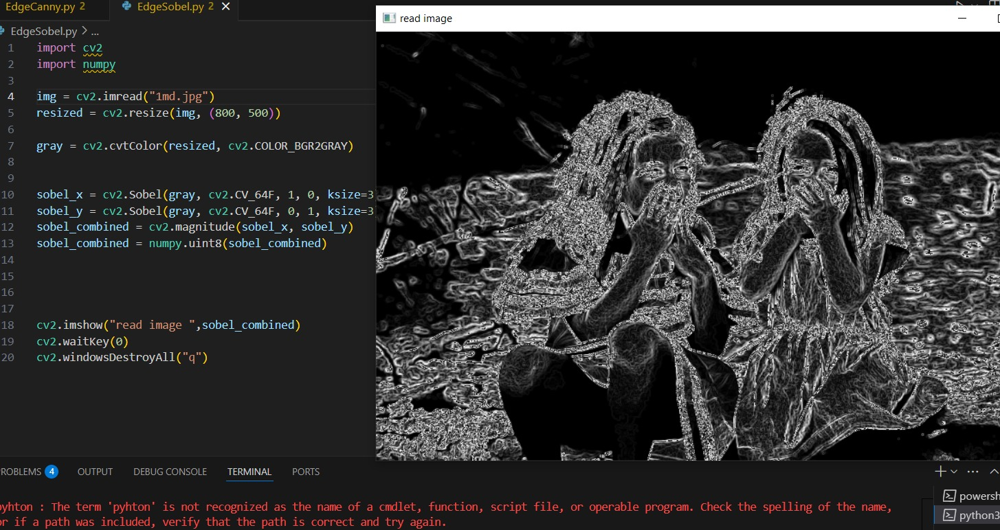 EdgeCanny.py 2
EdgeSobel.py 2
EdgeSobel.py > ...
read image
1 import cv2
2 import numpy
3
4 img = cv2.imread("1md.jpg")
5 resized = cv2.resize(img, (800, 500))
6
7 gray = cv2.cvtColor(resized, cv2.COLOR_BGR2GRAY)
8
9
10 sobel_x = cv2.Sobel(gray, cv2.CV_64F, 1, 0, ksize=3
11 sobel_y = cv2.Sobel(gray, cv2.CV_64F, 0, 1, ksize=3
12 sobel_combined = cv2.magnitude(sobel_x, sobel_y)
13 sobel_combined = numpy.uint8(sobel_combined)
14
15
16
17
18 cv2.imshow("read image ",sobel_combined)
19 cv2.waitKey(0)
20 cv2.windowsDestroyAll("q")
ROBLEMS 4 OUTPUT DEBUG CONSOLE TERMINAL PORTS
pyhton : The term 'pyhton' is not recognized as the name of a cmdlet, function, script file, or operable program. Check the spelling of the name,
or if a path was included, verify that the path is correct and try again.
powersh
python3